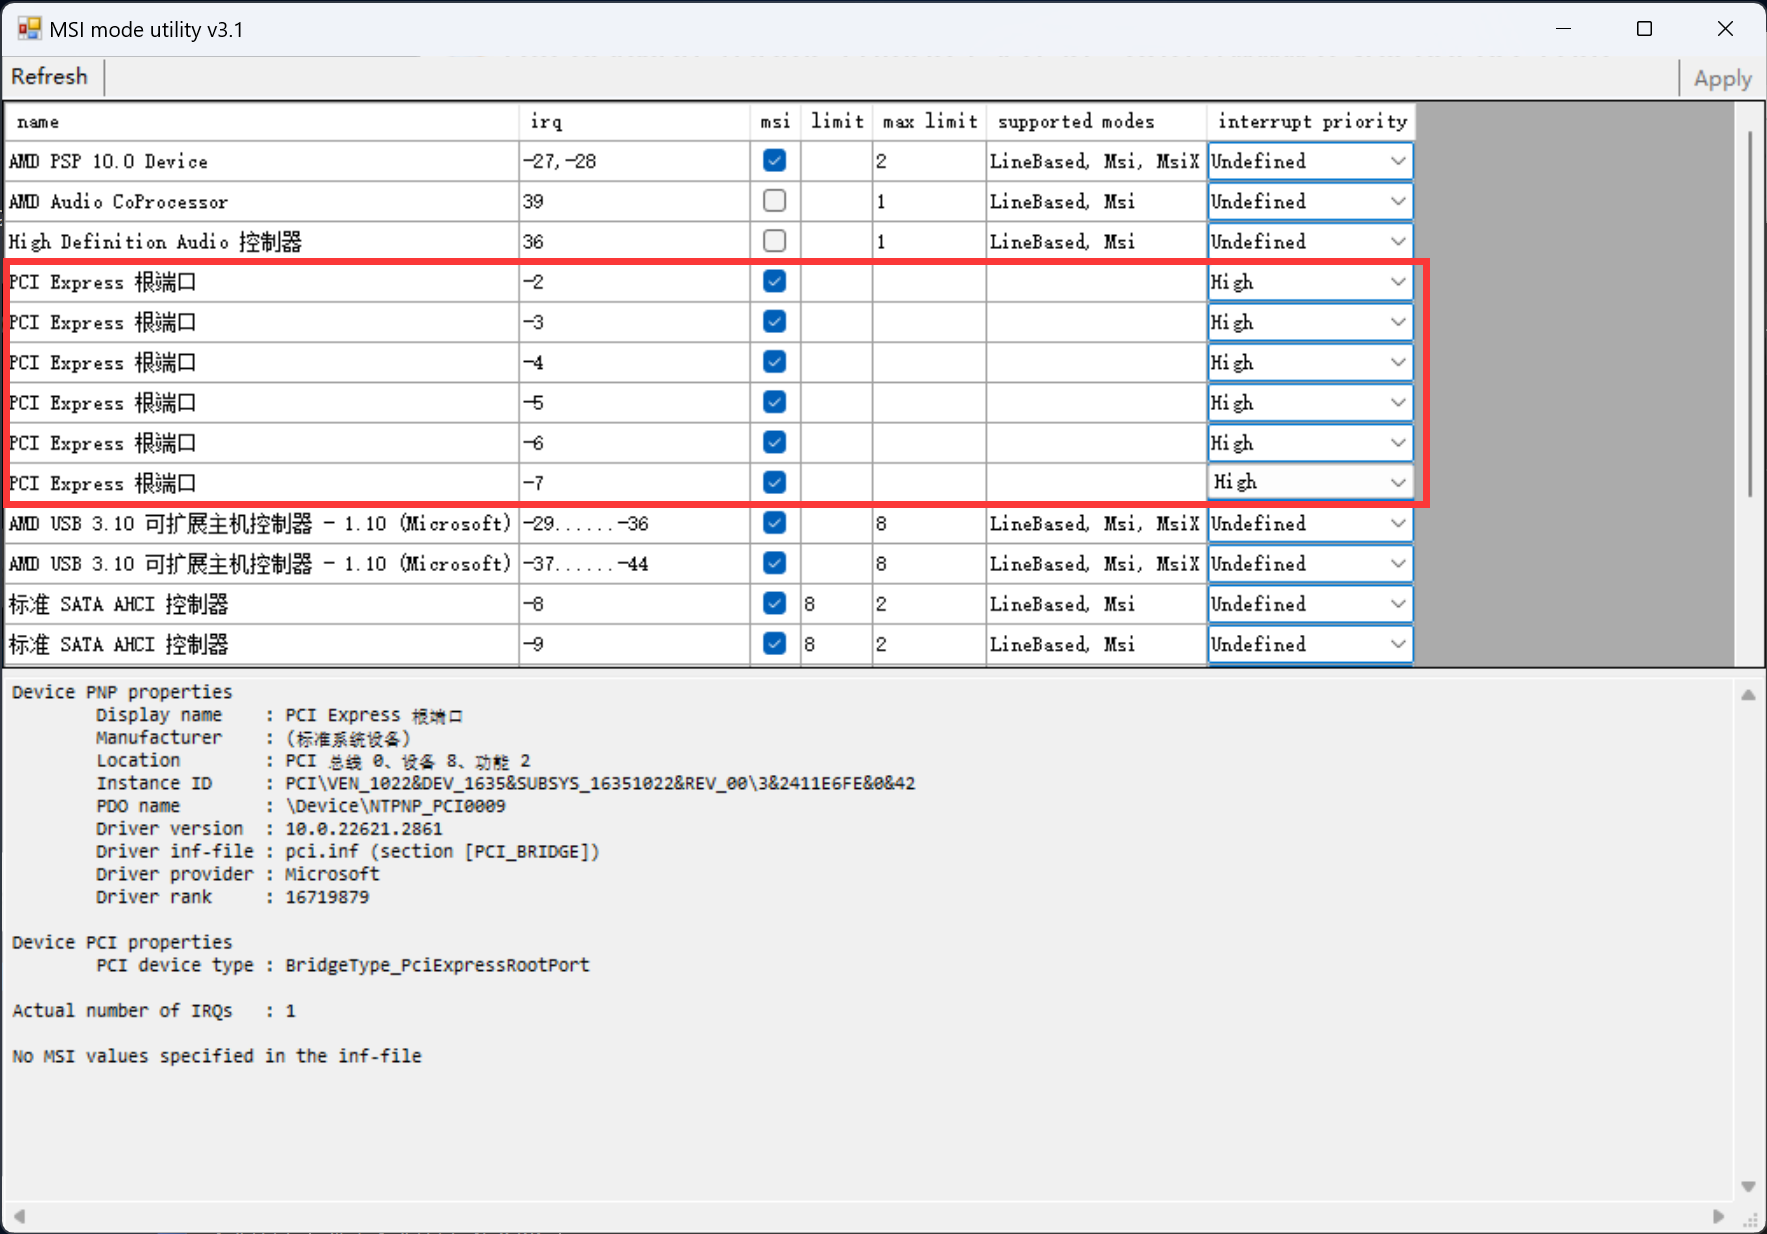 MSI mode utility v3.1
Refresh Apply
name irq msi limit max limit supported modes interrupt priority
AMD PSP 10.0 Device -27,-28 2 LineBased, Msi, MsiX Undefined
AMD Audio CoProcessor 39 1 LineBased, Msi Undefined
High Definition Audio 控制器 36 1 LineBased, Msi Undefined
PCI Express 根端口 -2 High
PCI Express 根端口 -3 High
PCI Express 根端口 -4 High
PCI Express 根端口 -5 High
PCI Express 根端口 -6 High
PCI Express 根端口 -7 High
AMD USB 3.10 可扩展主机控制器 - 1.10 (Microsoft) -29......-36 8 LineBased, Msi, MsiX Undefined
AMD USB 3.10 可扩展主机控制器 - 1.10 (Microsoft) -37......-44 8 LineBased, Msi, MsiX Undefined
标准 SATA AHCI 控制器 -8 8 2 LineBased, Msi Undefined
标准 SATA AHCI 控制器 -9 8 2 LineBased, Msi Undefined
Device PNP properties
Display name : PCI Express 根端口
Manufacturer : (标准系统设备)
Location : PCI 总线 0、设备 8、功能 2
Instance ID : PCI\VEN_1022&DEV_1635&SUBSYS_16351022&REV_00\3&2411E6FE&0&42
PDO name : \Device\NTPNP_PCI0009
Driver version : 10.0.22621.2861
Driver inf-file : pci.inf (section [PCI_BRIDGE])
Driver provider : Microsoft
Driver rank : 16719879
Device PCI properties
PCI device type : BridgeType_PciExpressRootPort
Actual number of IRQs : 1
No MSI values specified in the inf-file